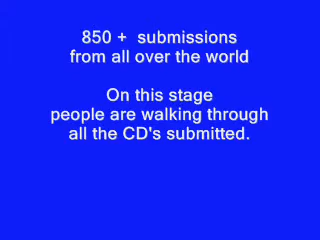 850 +  submissions
from all over the world
On this stage
people are walking through
all the CD's submitted.